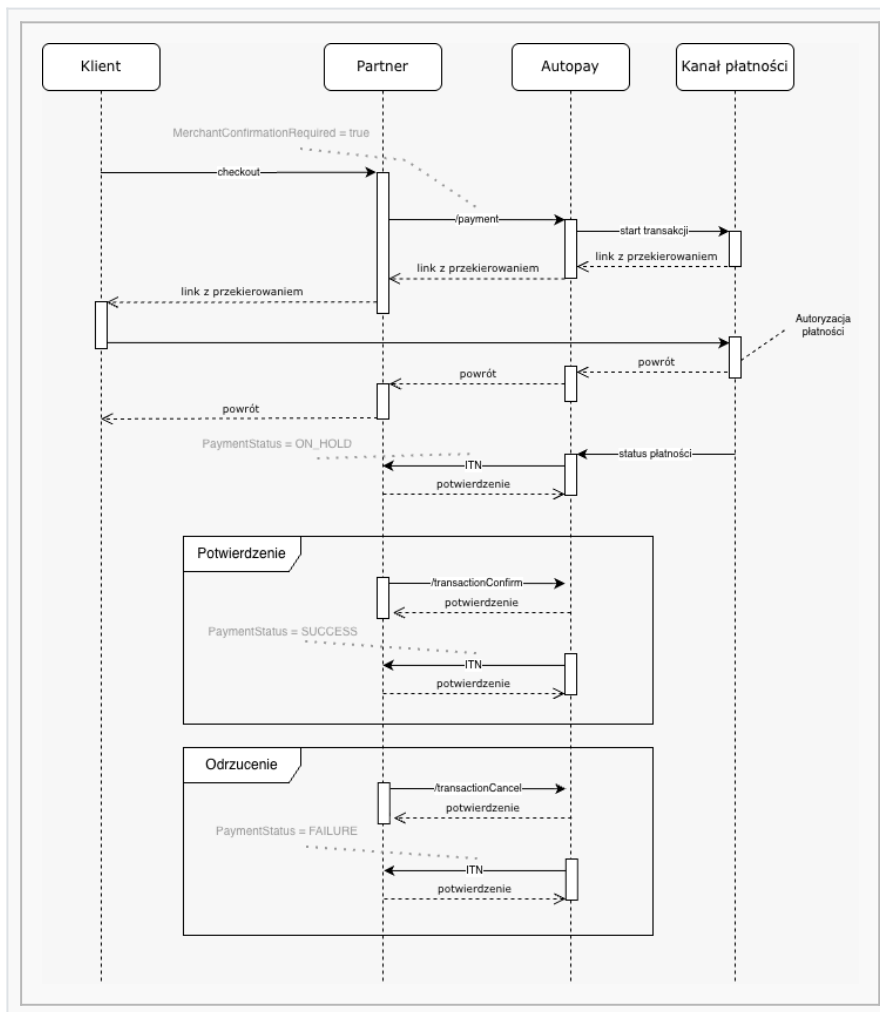 Klient
Partner
Autopay
Kanał płatności
MerchantConfirmationRequired = true
checkout
/payment
start transakcji
link z przekierowaniem
link z przekierowaniem
link z przekierowaniem
Autoryzacja
płatności
powrót
powrót
powrót
PaymentStatus = ON_HOLD
status płatności
ITN
potwierdzenie
Potwierdzenie
/transactionConfirm
potwierdzenie
PaymentStatus = SUCCESS
ITN
potwierdzenie
Odrzucenie
/transactionCancel
potwierdzenie
PaymentStatus = FAILURE
ITN
potwierdzenie